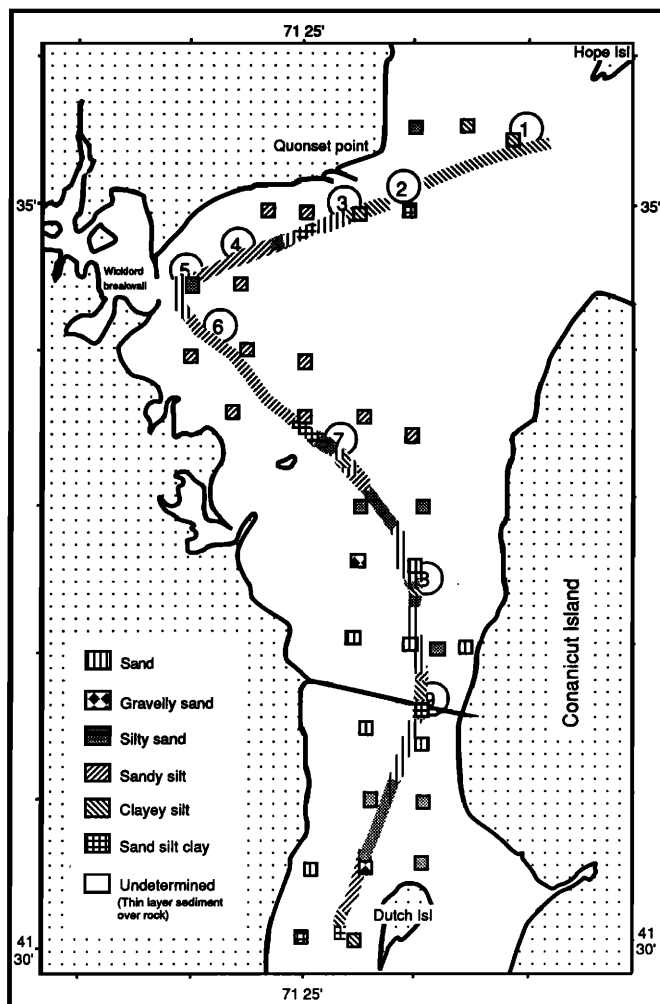 71 25'
Hope Isl
1
Quonset point
2
3
35'
35'
4
5
Wickford
breakwall
6
7
8
Conanicut Island
9
Sand
Gravelly sand
Silty sand
Sandy silt
Clayey silt
Sand silt clay
Undetermined
(Thin layer sediment
over rock)
Dutch Isl
41
30'
41
30'
71 25'